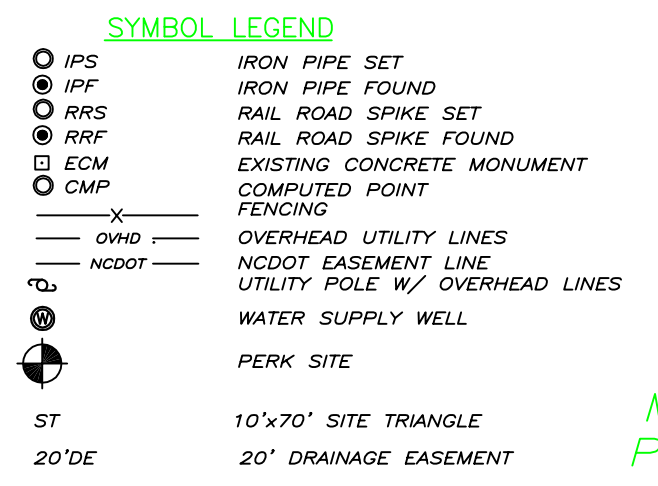 SYMBOL LEGEND
IPS IRON PIPE SET
IPF IRON PIPE FOUND
RRS RAIL ROAD SPIKE SET
RRF RAIL ROAD SPIKE FOUND
ECM EXISTING CONCRETE MONUMENT
CMP COMPUTED POINT
X FENCING
OVHD . OVERHEAD UTILITY LINES
NCDOT NCDOT EASEMENT LINE
UTILITY POLE W/ OVERHEAD LINES
W WATER SUPPLY WELL
PERK SITE
ST 10'x70' SITE TRIANGLE
20'DE 20' DRAINAGE EASEMENT